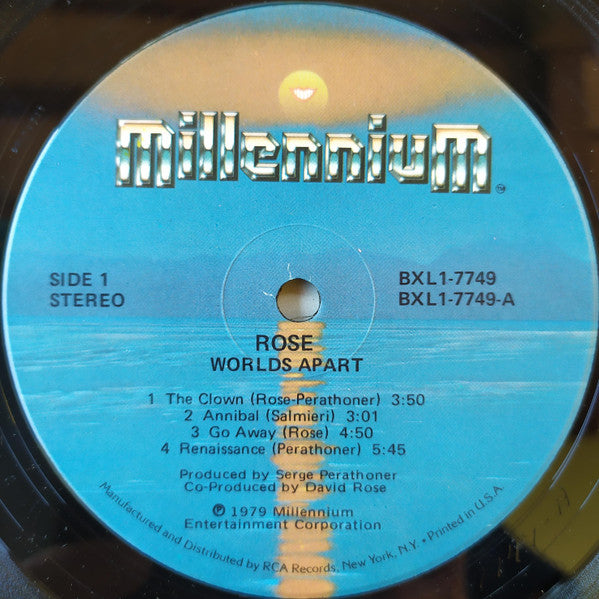 millenniuM
TM
SIDE 1
STEREO
BXL1-7749
BXL1-7749-A
ROSE
WORLDS APART
1 The Clown (Rose-Perathoner) 3:50
2 Annibal (Salmieri) 3:01
3 Go Away (Rose) 4:50
4 Renaissance (Perathoner) 5:45
Produced by Serge Perathoner
Co-Produced by David Rose
℗ 1979 Millennium
Entertainment Corporation
Manufactured and Distributed by RCA Records, New York, N.Y. • Printed in U.S.A.